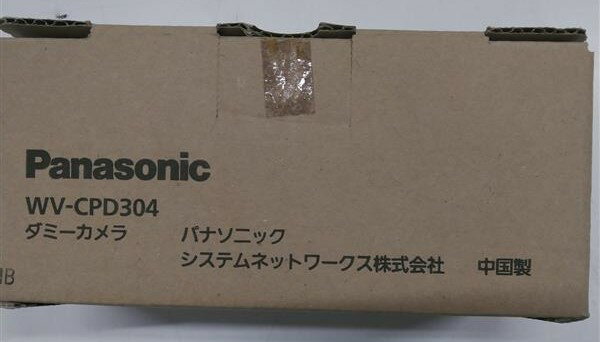 Panasonic
WV-CPD304
ダミーカメラ パナソニック
システムネットワークス株式会社 中国製